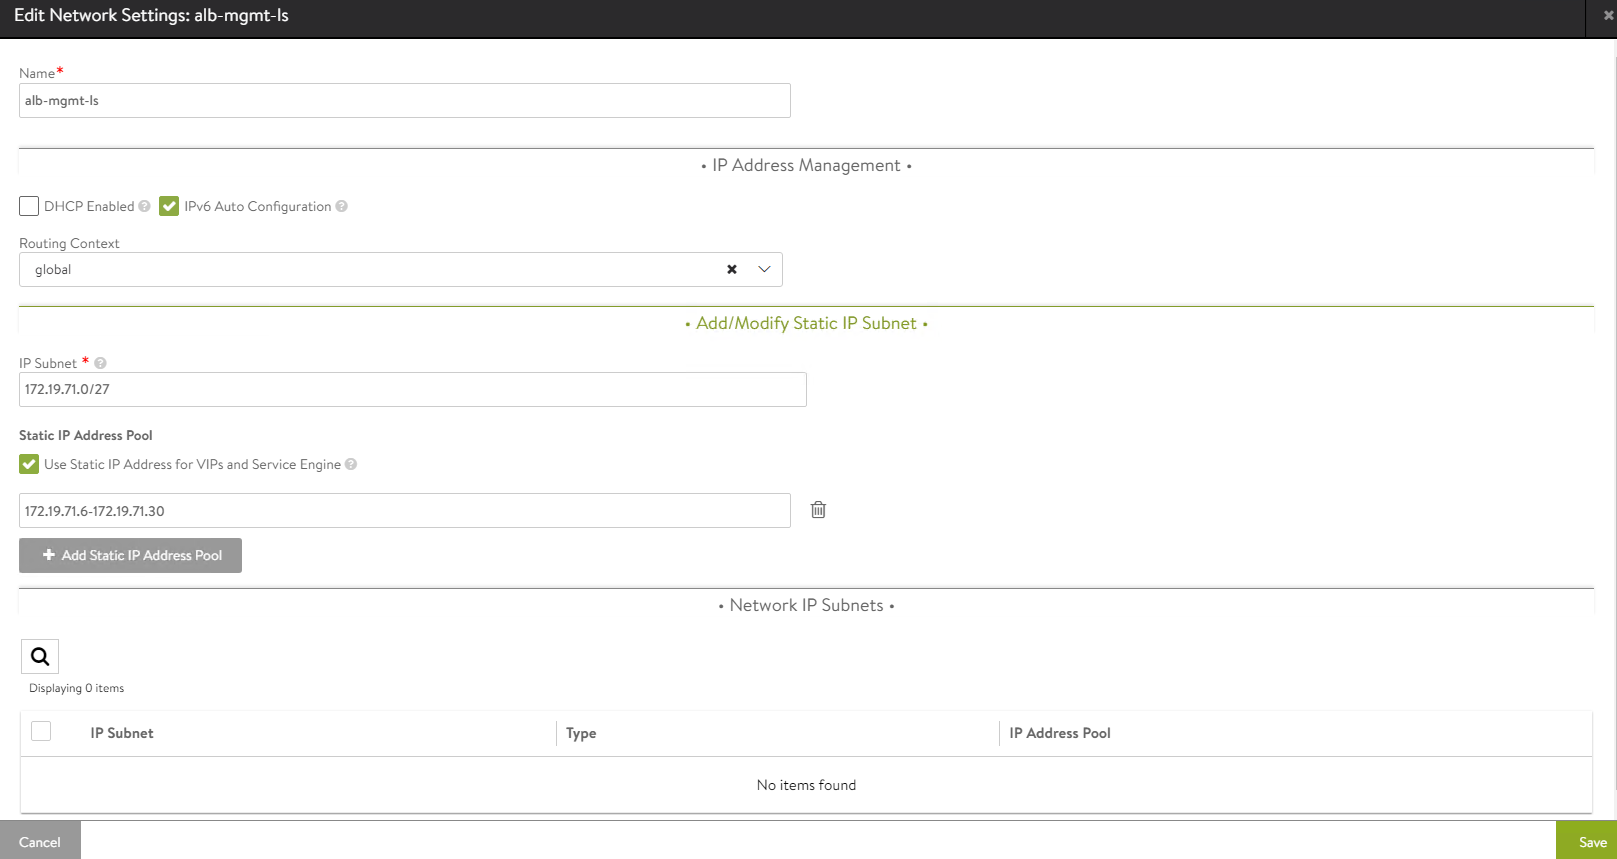 Edit Network Settings: alb-mgmt-ls
Name*
alb-mgmt-ls
• IP Address Management •
DHCP Enabled ? IPv6 Auto Configuration ?
Routing Context
global
• Add/Modify Static IP Subnet •
IP Subnet * ?
172.19.71.0/27
Static IP Address Pool
Use Static IP Address for VIPs and Service Engine ?
172.19.71.6-172.19.71.30
+ Add Static IP Address Pool
• Network IP Subnets •
Displaying 0 items
IP Subnet Type IP Address Pool
No items found
Cancel Save